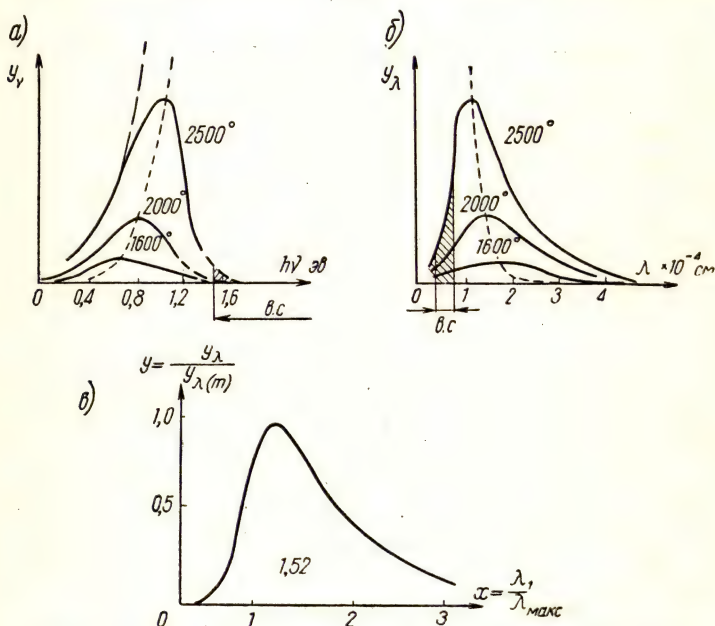 а)
y_ν
2500°
2000°
1600°
0 0,4 0,8 1,2 1,6
hν эв
в.с
б)
y_λ
2500°
2000°
1600°
1 2 3 4
λ ×10⁻⁴ см
в.с
в)
y = y_λ / y_λ(m)
1,0
0,5
1,52
0 1 2 3
x = λ₁ / λ_макс